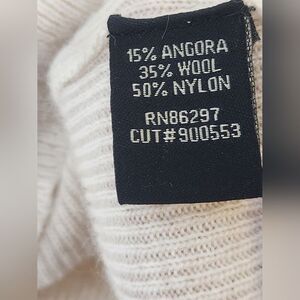 15% ANGORA
35% WOOL
50% NYLON
RN86297
CUT#900553